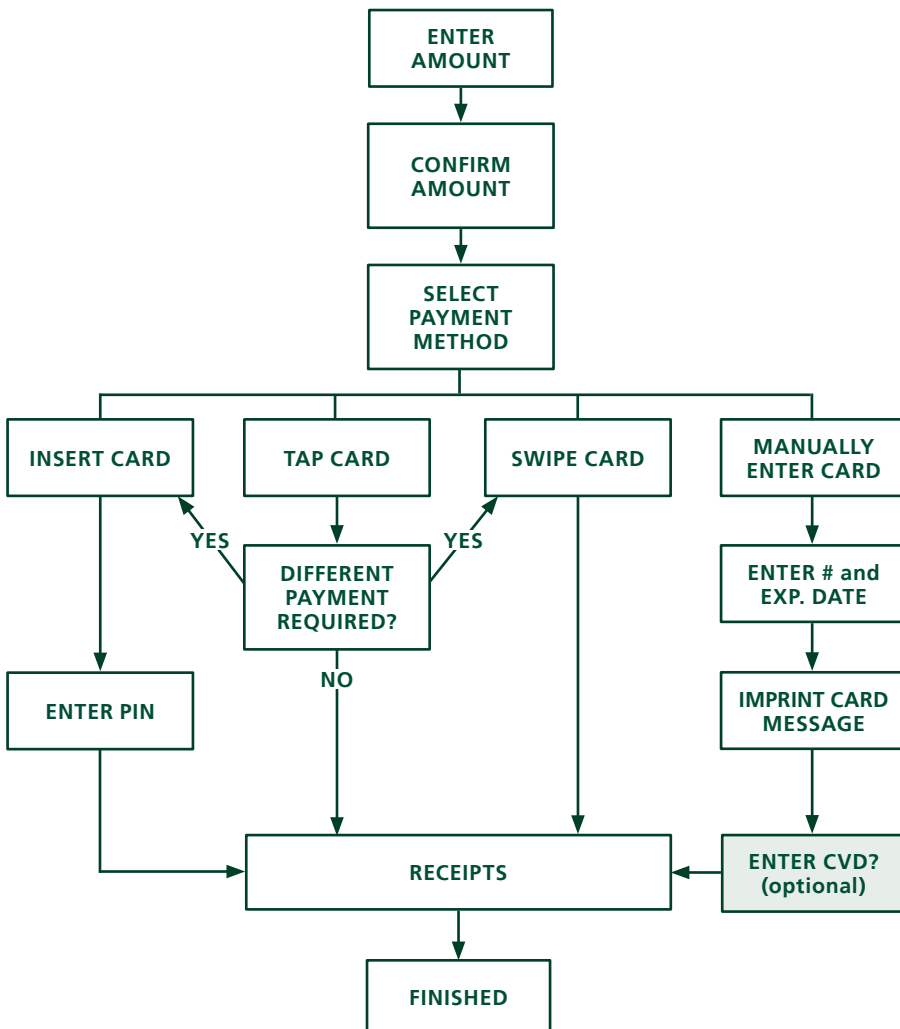 ENTER
AMOUNT
CONFIRM
AMOUNT
SELECT
PAYMENT
METHOD
INSERT CARD
TAP CARD
SWIPE CARD
MANUALLY
ENTER CARD
YES
YES
DIFFERENT
PAYMENT
REQUIRED?
ENTER # and
EXP. DATE
NO
ENTER PIN
IMPRINT CARD
MESSAGE
RECEIPTS
ENTER CVD?
(optional)
FINISHED